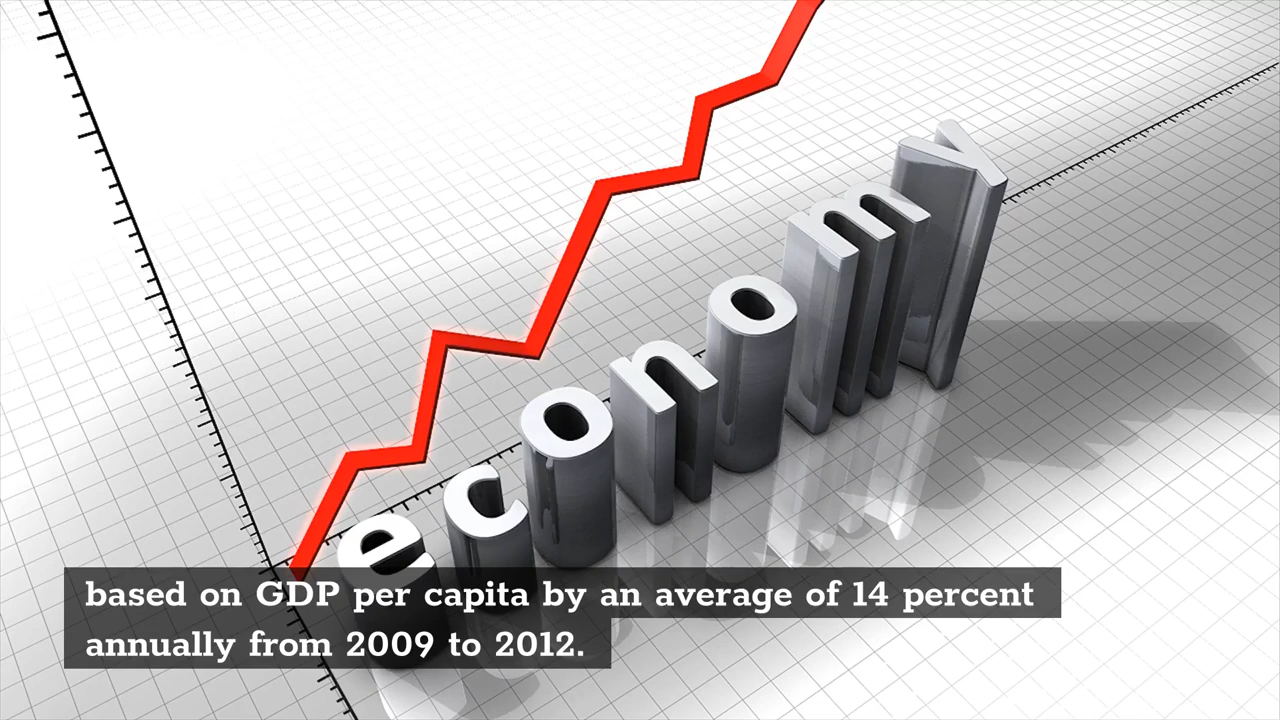 economy
based on GDP per capita by an average of 14 percent
annually from 2009 to 2012.